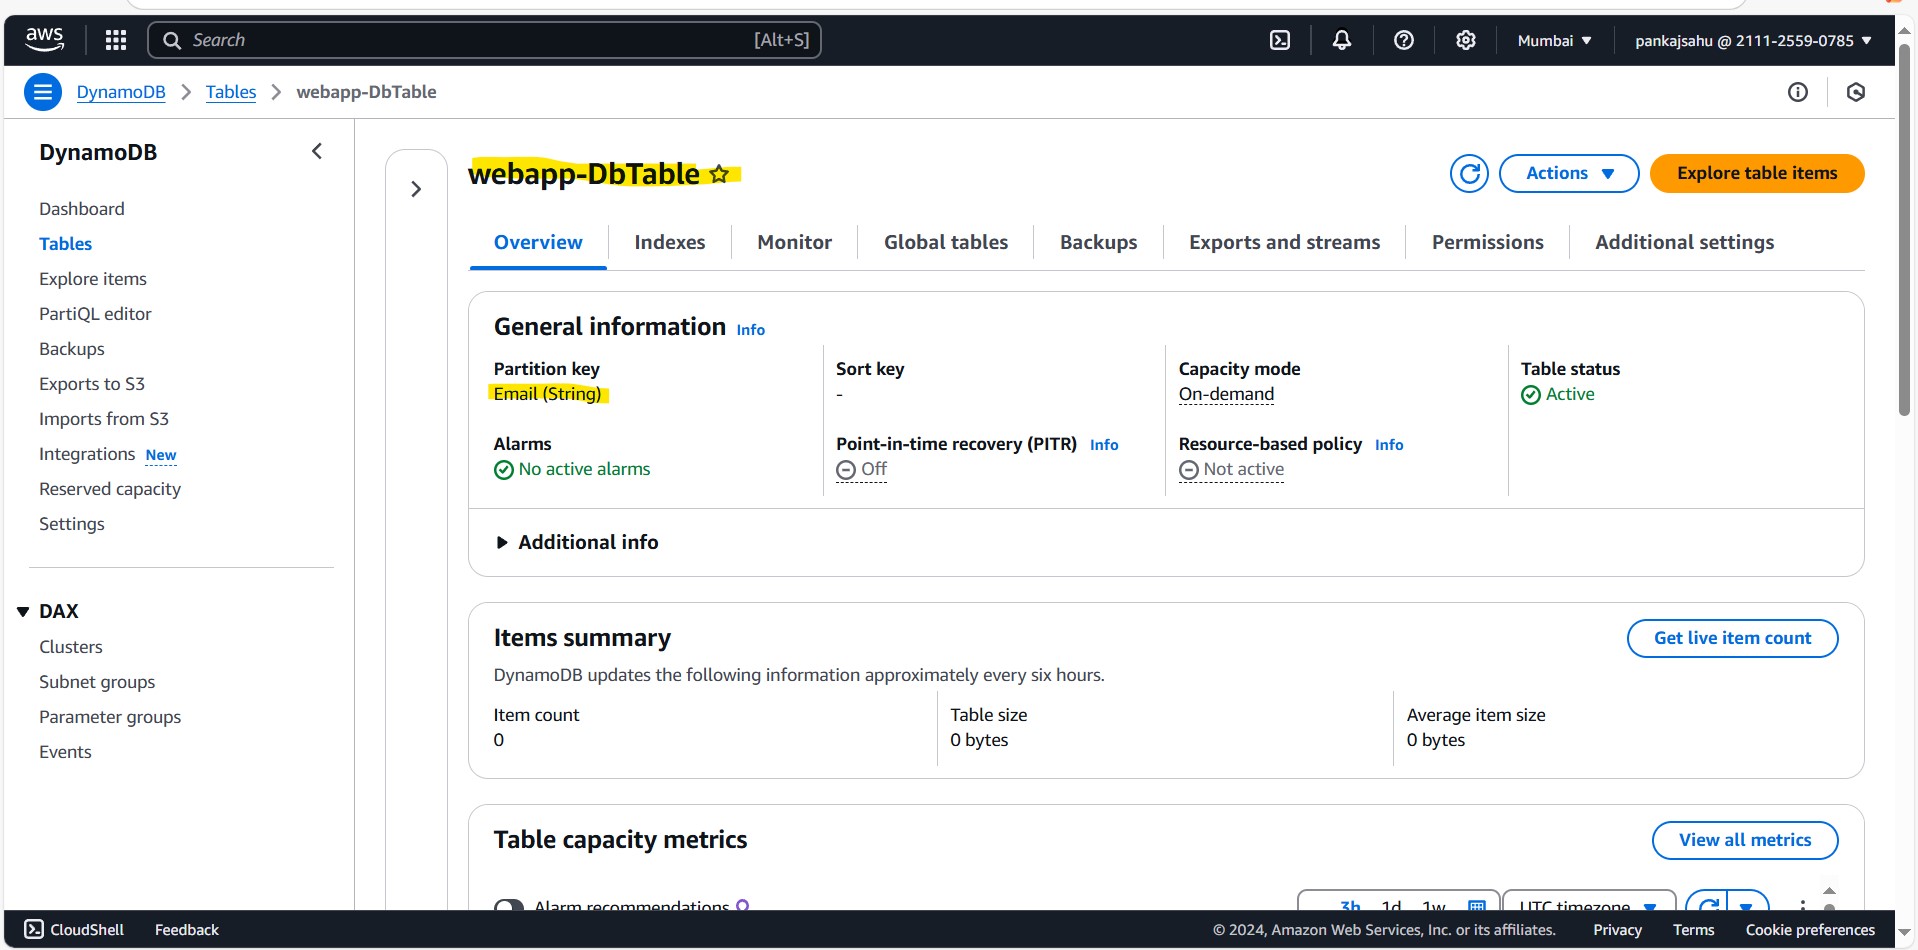 aws
Search [Alt+S]
Mumbai
pankajsahu @ 2111-2559-0785
DynamoDB > Tables > webapp-DbTable
DynamoDB
Dashboard
Tables
Explore items
PartiQL editor
Backups
Exports to S3
Imports from S3
Integrations New
Reserved capacity
Settings
DAX
Clusters
Subnet groups
Parameter groups
Events
webapp-DbTable
Actions
Explore table items
Overview Indexes Monitor Global tables Backups Exports and streams Permissions Additional settings
General information Info
Partition key
Email (String)
Sort key
-
Capacity mode
On-demand
Table status
Active
Alarms
No active alarms
Point-in-time recovery (PITR) Info
Off
Resource-based policy Info
Not active
Additional info
Items summary
Get live item count
DynamoDB updates the following information approximately every six hours.
Item count
0
Table size
0 bytes
Average item size
0 bytes
Table capacity metrics
View all metrics
Alarm recommendations
3h 1d 1w
UTC timezone
CloudShell Feedback
© 2024, Amazon Web Services, Inc. or its affiliates. Privacy Terms Cookie preferences